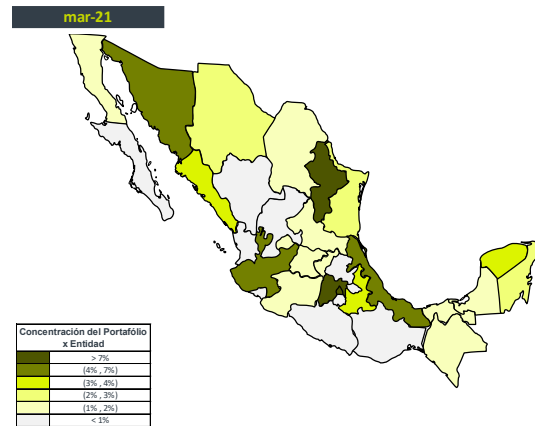 mar-21
Concentración del Portafólio
x Entidad
> 7%
(4% , 7%)
(3% , 4%)
(2% , 3%)
(1% , 2%)
< 1%